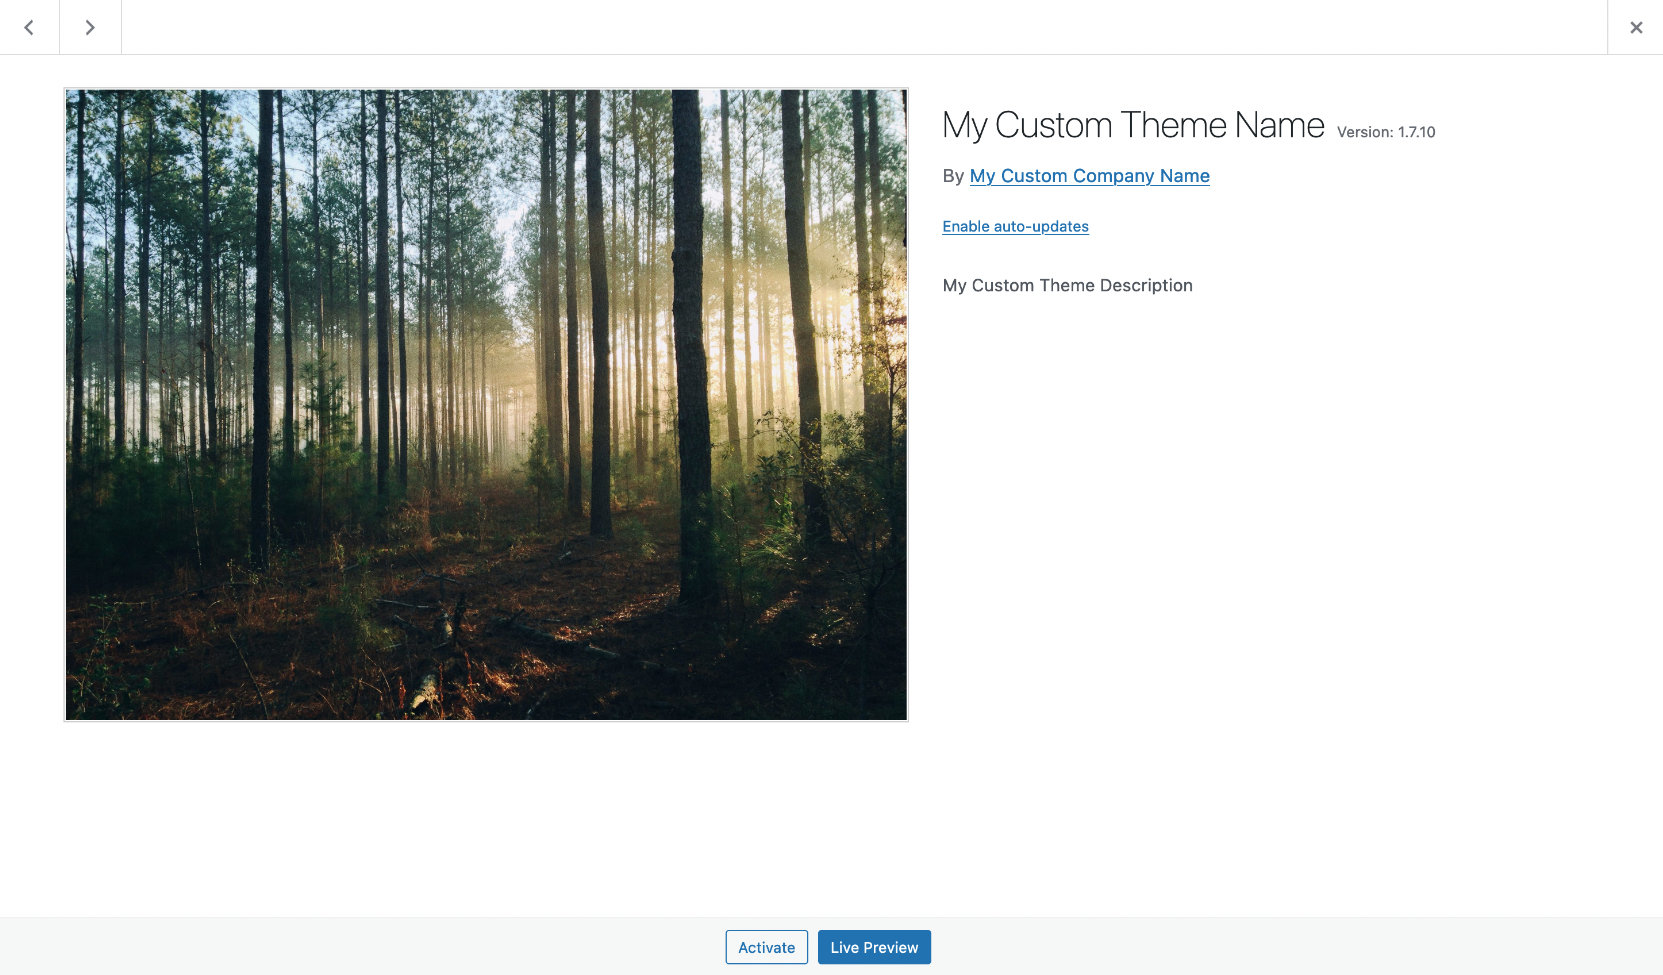 My Custom Theme Name Version: 1.7.10
By My Custom Company Name
Enable auto-updates
My Custom Theme Description
Activate Live Preview